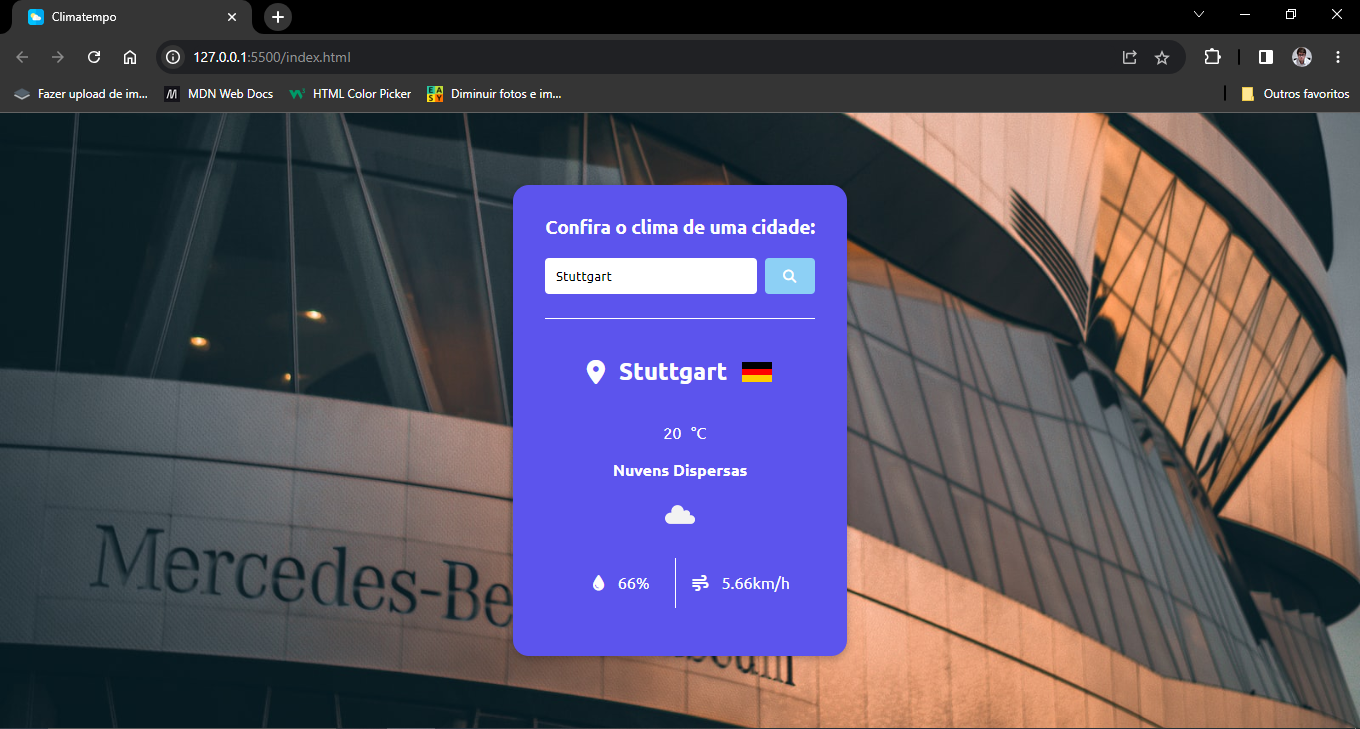 Climatempo
127.0.0.1:5500/index.html
Fazer upload de im... MDN Web Docs HTML Color Picker EASY Diminuir fotos e im... Outros favoritos
Confira o clima de uma cidade:
Stuttgart
Stuttgart
20 °C
Nuvens Dispersas
66% 5.66km/h
Mercedes-Be